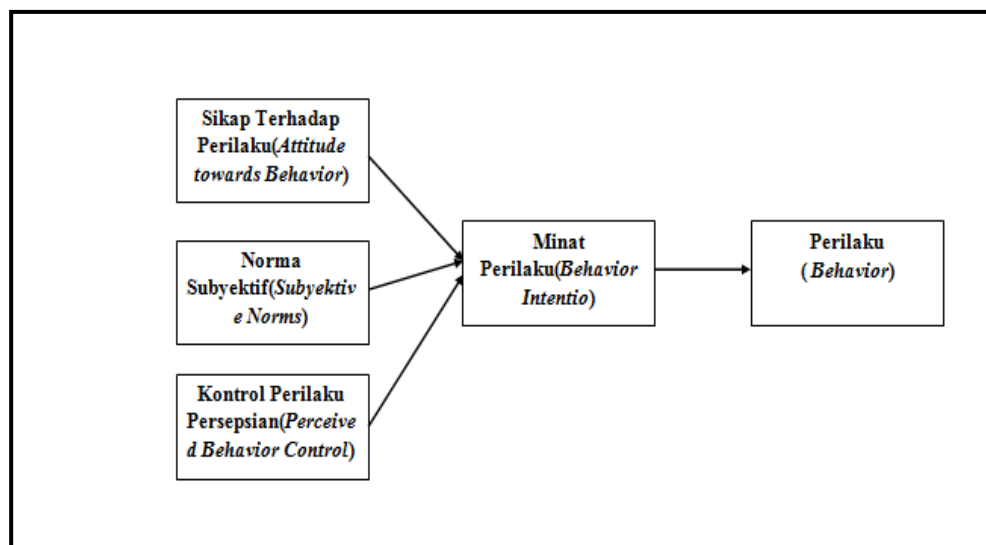 Sikap Terhadap
Perilaku(Attitude
towards Behavior)
Norma
Subyektif(Subyektiv
e Norms)
Kontrol Perilaku
Persepsian(Perceive
d Behavior Control)
Minat
Perilaku(Behavior
Intentio)
Perilaku
( Behavior)